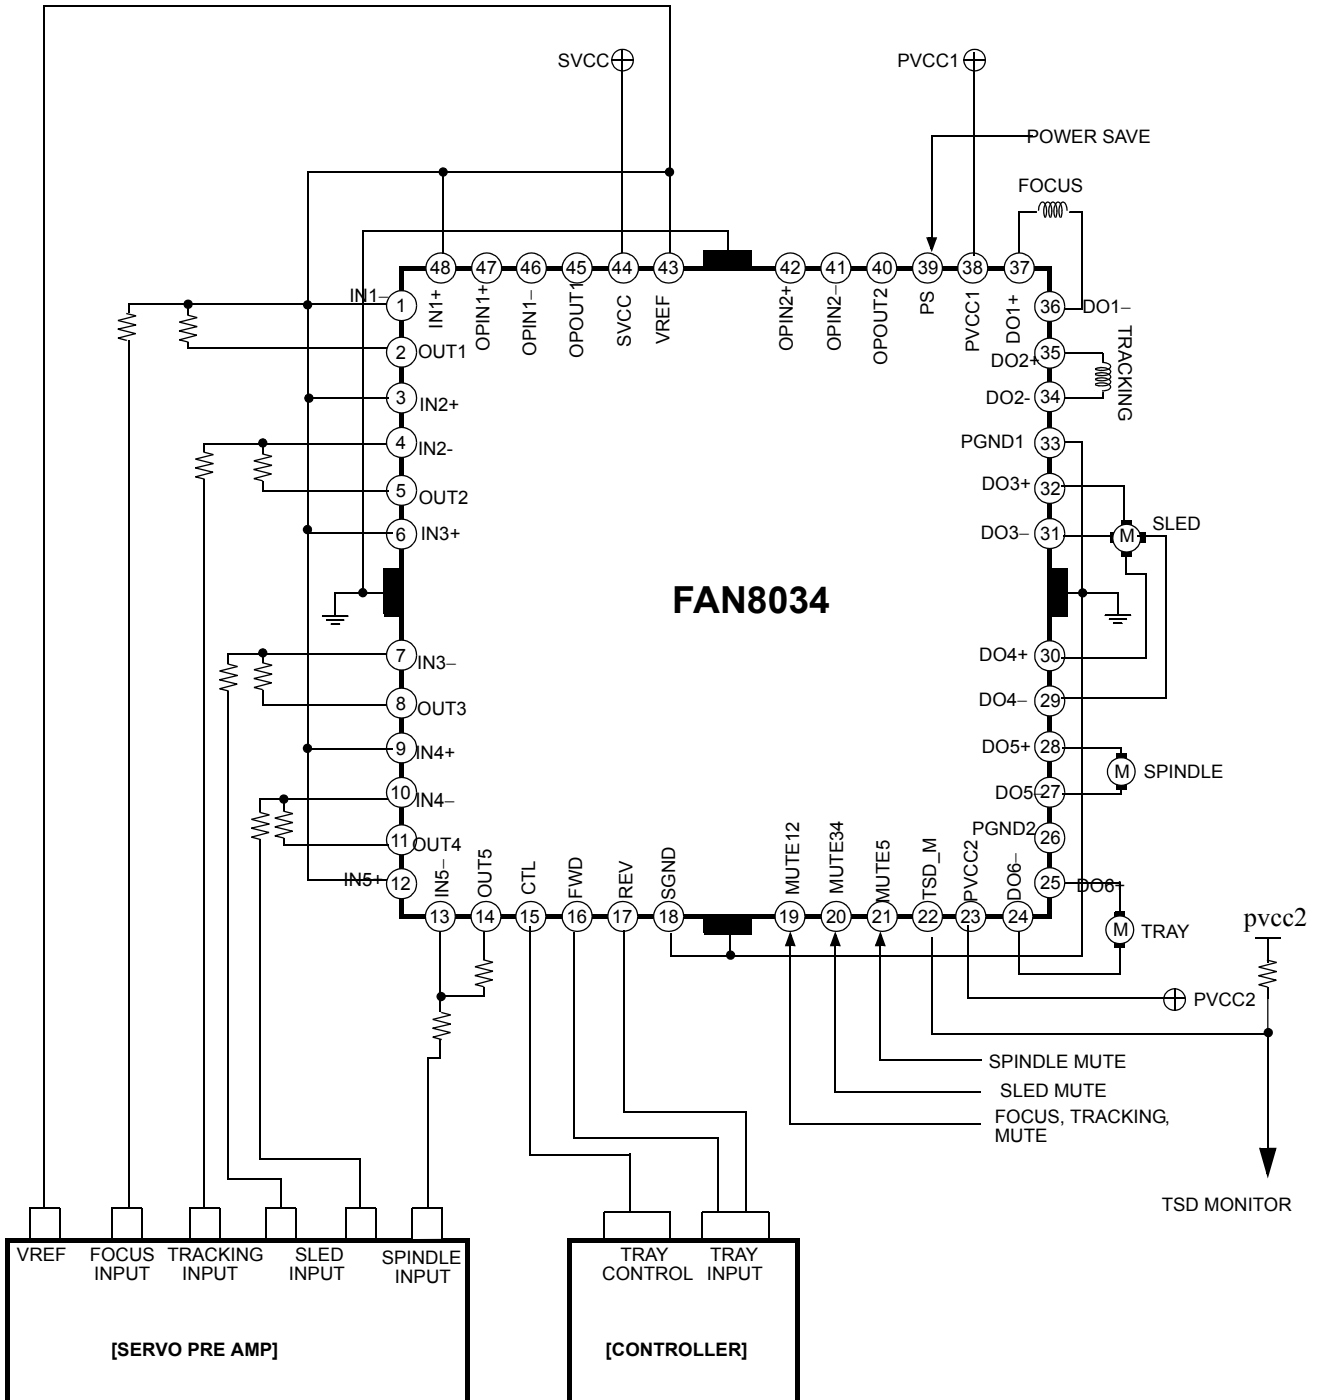 SVCC
PVCC1
POWER SAVE
FOCUS
48
47
46
45
44
43
42
41
40
39
38
37
IN1+
OPIN1+
OPIN1−
OPOUT1
SVCC
VREF
OPIN2+
OPIN2−
OPOUT2
PS
PVCC1
DO1+
IN1−
1
2
OUT1
3
IN2+
4
IN2-
5
OUT2
6
IN3+
7
IN3−
8
OUT3
9
IN4+
10
IN4−
11
OUT4
IN5+
12
FAN8034
36
DO1−
DO2+
35
TRACKING
DO2-
34
PGND1
33
DO3+
32
DO3−
31
M
SLED
DO4+
30
DO4−
29
DO5+
28
M
SPINDLE
DO5−
27
PGND2
26
25
DO6+
M
TRAY
IN5−
OUT5
CTL
FWD
REV
SGND
MUTE12
MUTE34
MUTE5
TSD_M
PVCC2
DO6−
13
14
15
16
17
18
19
20
21
22
23
24
pvcc2
PVCC2
SPINDLE MUTE
SLED MUTE
FOCUS, TRACKING,
MUTE
TSD MONITOR
VREF
FOCUS
INPUT
TRACKING
INPUT
SLED
INPUT
SPINDLE
INPUT
[SERVO PRE AMP]
TRAY
CONTROL
TRAY
INPUT
[CONTROLLER]